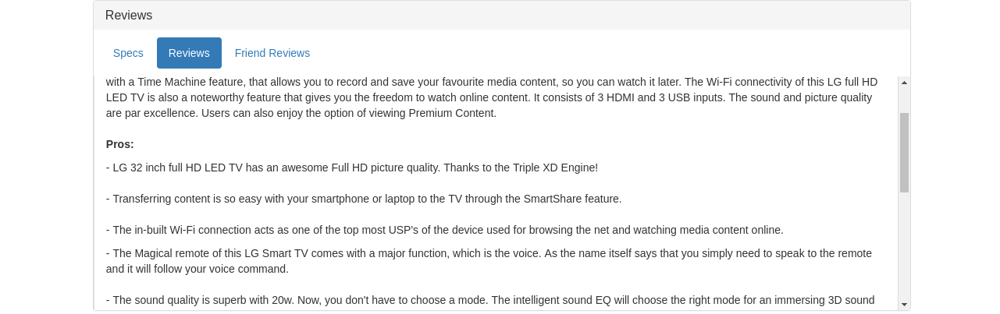 Reviews
Specs Reviews Friend Reviews
with a Time Machine feature, that allows you to record and save your favourite media content, so you can watch it later. The Wi-Fi connectivity of this LG full HD
LED TV is also a noteworthy feature that gives you the freedom to watch online content. It consists of 3 HDMI and 3 USB inputs. The sound and picture quality
are par excellence. Users can also enjoy the option of viewing Premium Content.
Pros:
- LG 32 inch full HD LED TV has an awesome Full HD picture quality. Thanks to the Triple XD Engine!
- Transferring content is so easy with your smartphone or laptop to the TV through the SmartShare feature.
- The in-built Wi-Fi connection acts as one of the top most USP's of the device used for browsing the net and watching media content online.
- The Magical remote of this LG Smart TV comes with a major function, which is the voice. As the name itself says that you simply need to speak to the remote
and it will follow your voice command.
- The sound quality is superb with 20w. Now, you don't have to choose a mode. The intelligent sound EQ will choose the right mode for an immersing 3D sound